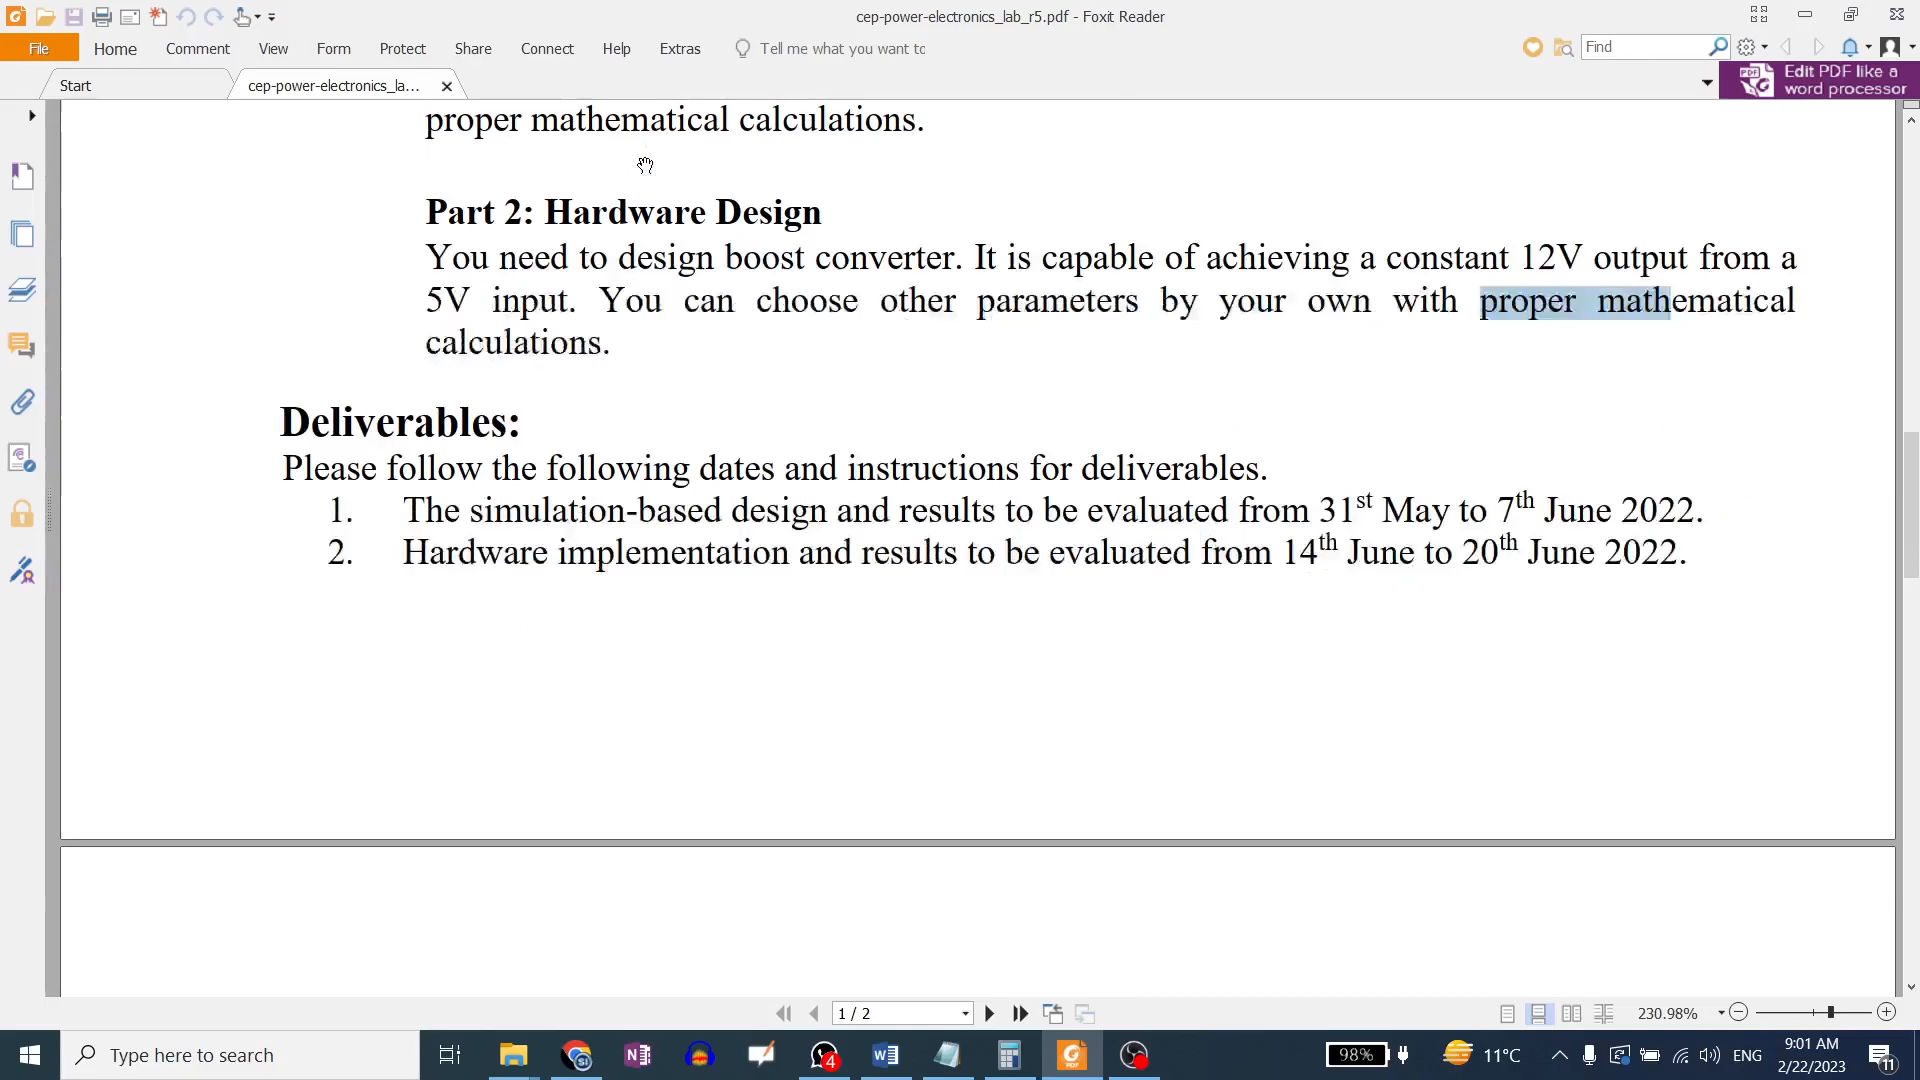 cep-power-electronics_lab_r5.pdf - Foxit Reader
File Home Comment View Form Protect Share Connect Help Extras Tell me what you want to Find
Start cep-power-electronics_la... Edit PDF like a
word processor
proper mathematical calculations.
Part 2: Hardware Design
You need to design boost converter. It is capable of achieving a constant 12V output from a
5V input. You can choose other parameters by your own with proper mathematical
calculations.
Deliverables:
Please follow the following dates and instructions for deliverables.
1. The simulation-based design and results to be evaluated from 31st May to 7th June 2022.
2. Hardware implementation and results to be evaluated from 14th June to 20th June 2022.
1 / 2 230.98%
Type here to search 4 98% 11°C ENG 9:01 AM
2/22/2023 11